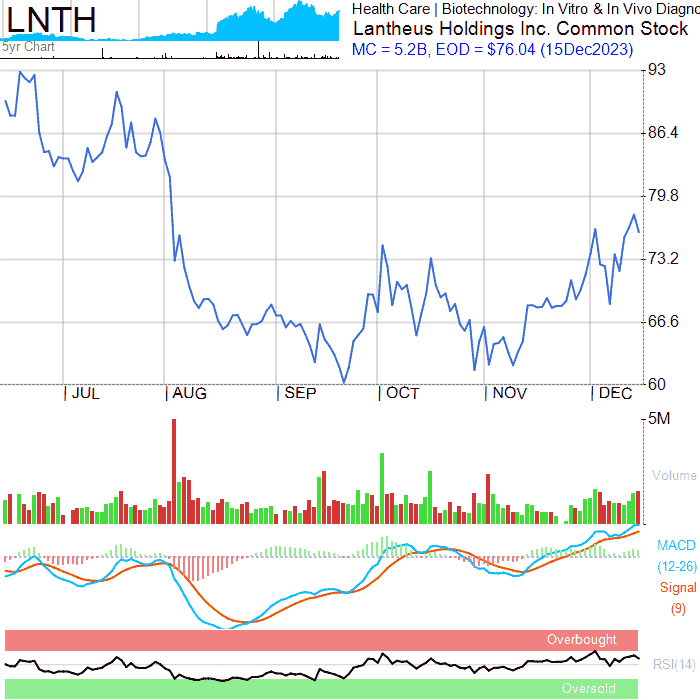 LNTH
5yr Chart
Health Care | Biotechnology: In Vitro & In Vivo Diagno
Lantheus Holdings Inc. Common Stock
MC = 5.2B, EOD = $76.04 (15Dec2023)
93
86.4
79.8
73.2
66.6
60
JUL
AUG
SEP
OCT
NOV
DEC
5M
Volume
MACD
(12-26)
Signal
(9)
Overbought
RSI(14)
Oversold